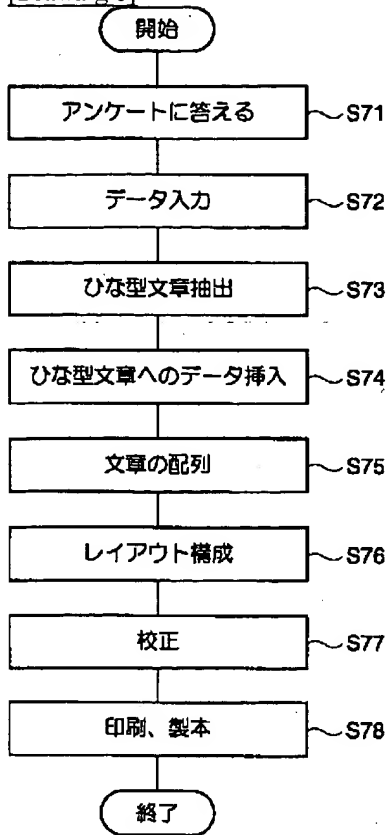 開始
アンケートに答える
S71
データ入力
S72
ひな型文章抽出
S73
ひな型文章へのデータ挿入
S74
文章の配列
S75
レイアウト構成
S76
校正
S77
印刷、製本
S78
終了